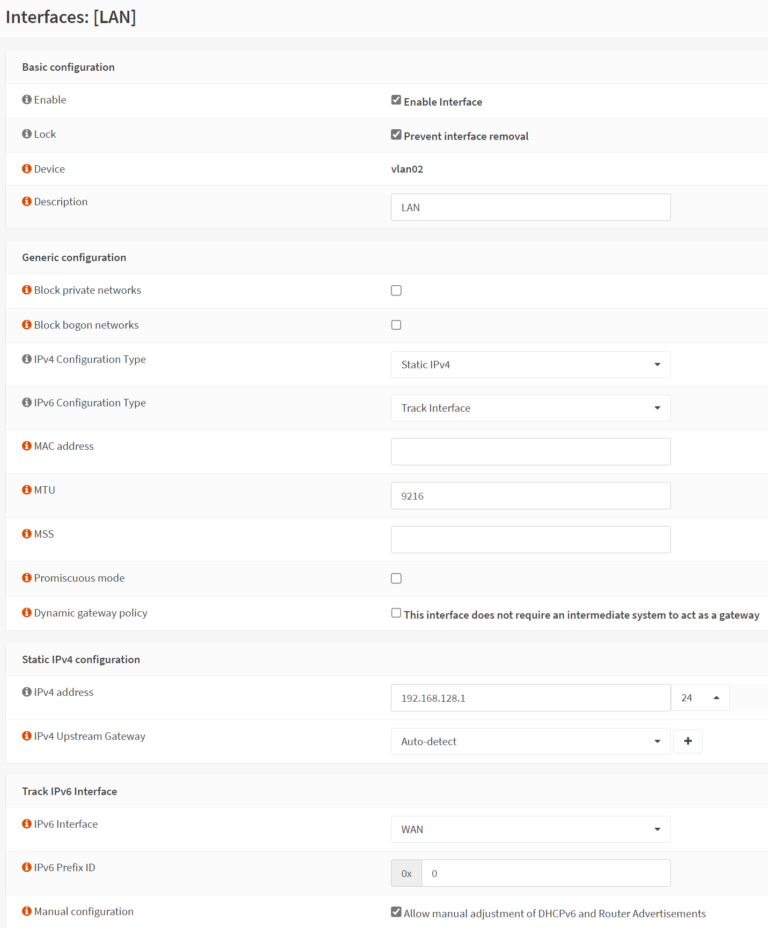 Interfaces: [LAN]
Basic configuration
Enable
Enable Interface
Lock
Prevent interface removal
Device
vlan02
Description
LAN
Generic configuration
Block private networks
Block bogon networks
IPv4 Configuration Type
Static IPv4
IPv6 Configuration Type
Track Interface
MAC address
MTU
9216
MSS
Promiscuous mode
Dynamic gateway policy
This interface does not require an intermediate system to act as a gateway
Static IPv4 configuration
IPv4 address
192.168.128.1
24
IPv4 Upstream Gateway
Auto-detect
Track IPv6 Interface
IPv6 Interface
WAN
IPv6 Prefix ID
0x
0
Manual configuration
Allow manual adjustment of DHCPv6 and Router Advertisements